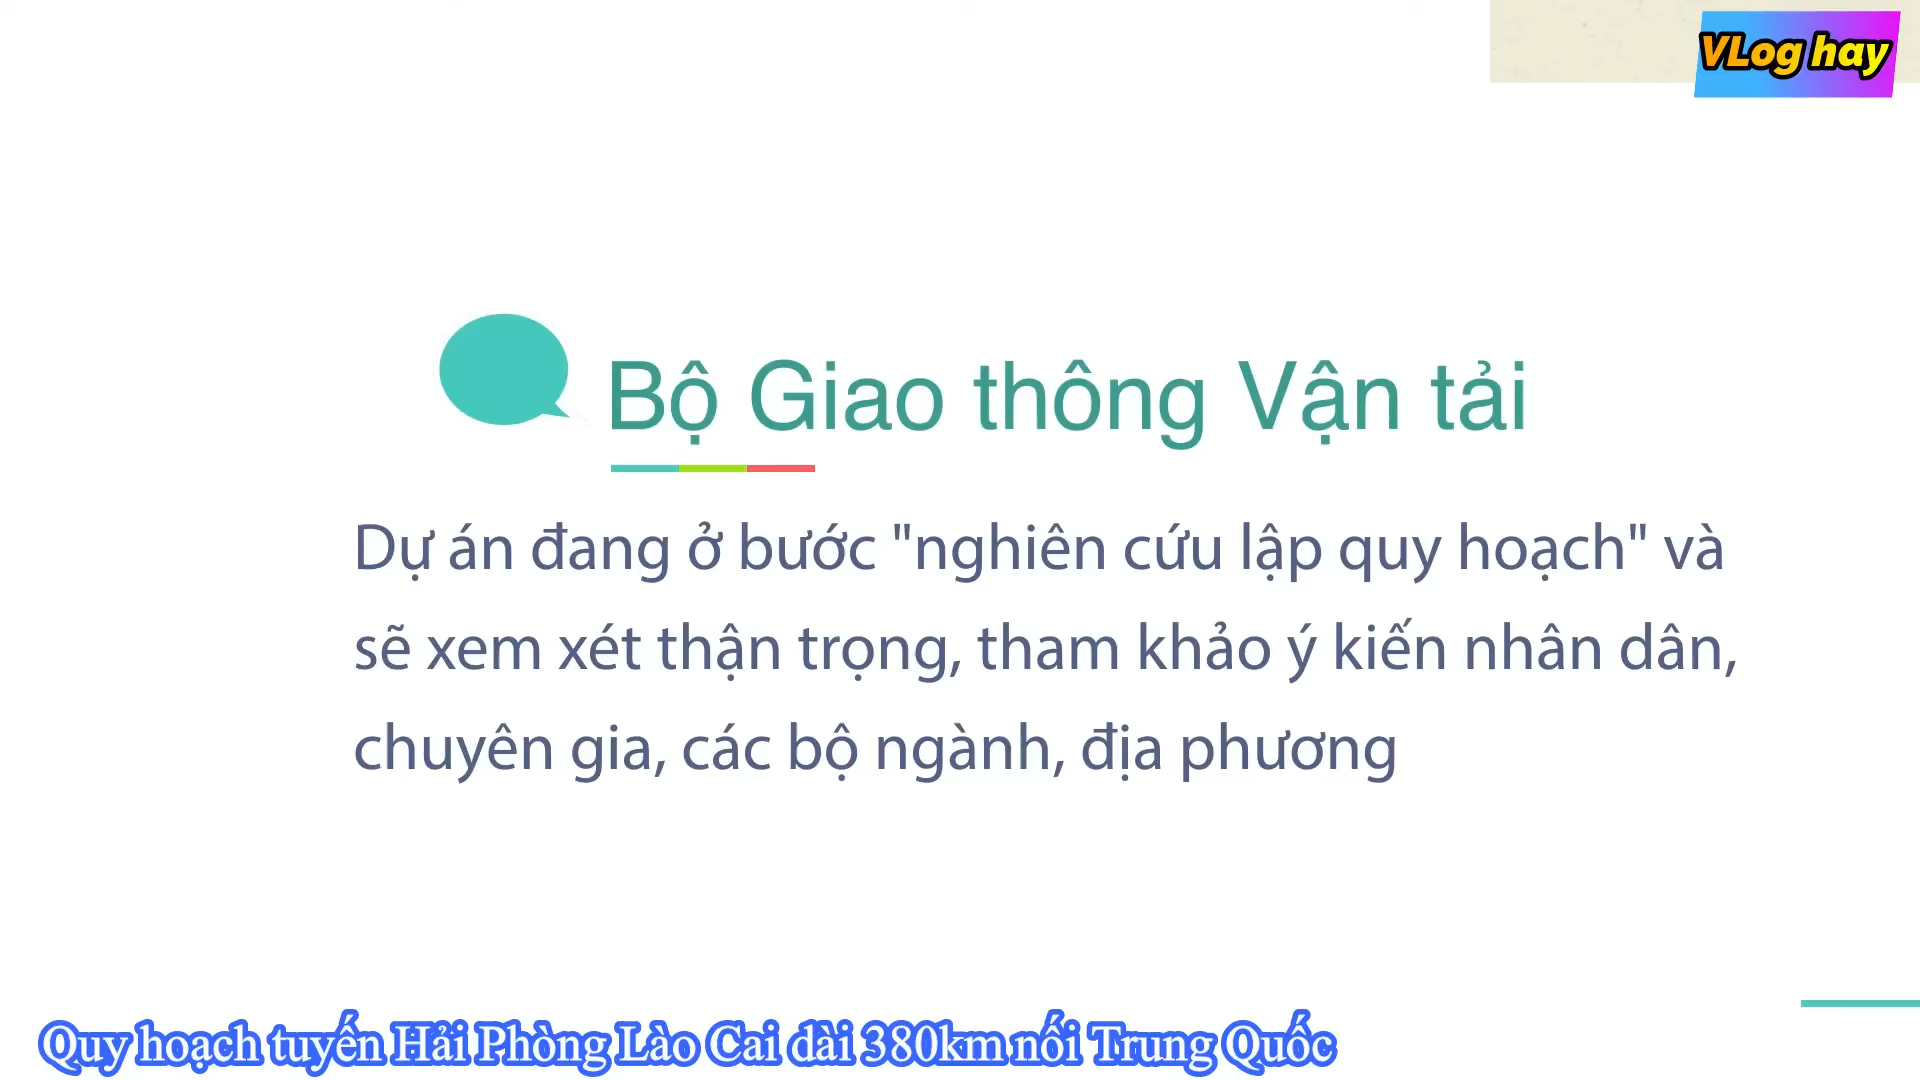 VLog hay
Bộ Giao thông Vận tải
Dự án đang ở bước "nghiên cứu lập quy hoạch" và
sẽ xem xét thận trọng, tham khảo ý kiến nhân dân,
chuyên gia, các bộ ngành, địa phương
Quy hoạch tuyến Hải Phòng Lào Cai dài 380km nối Trung Quốc